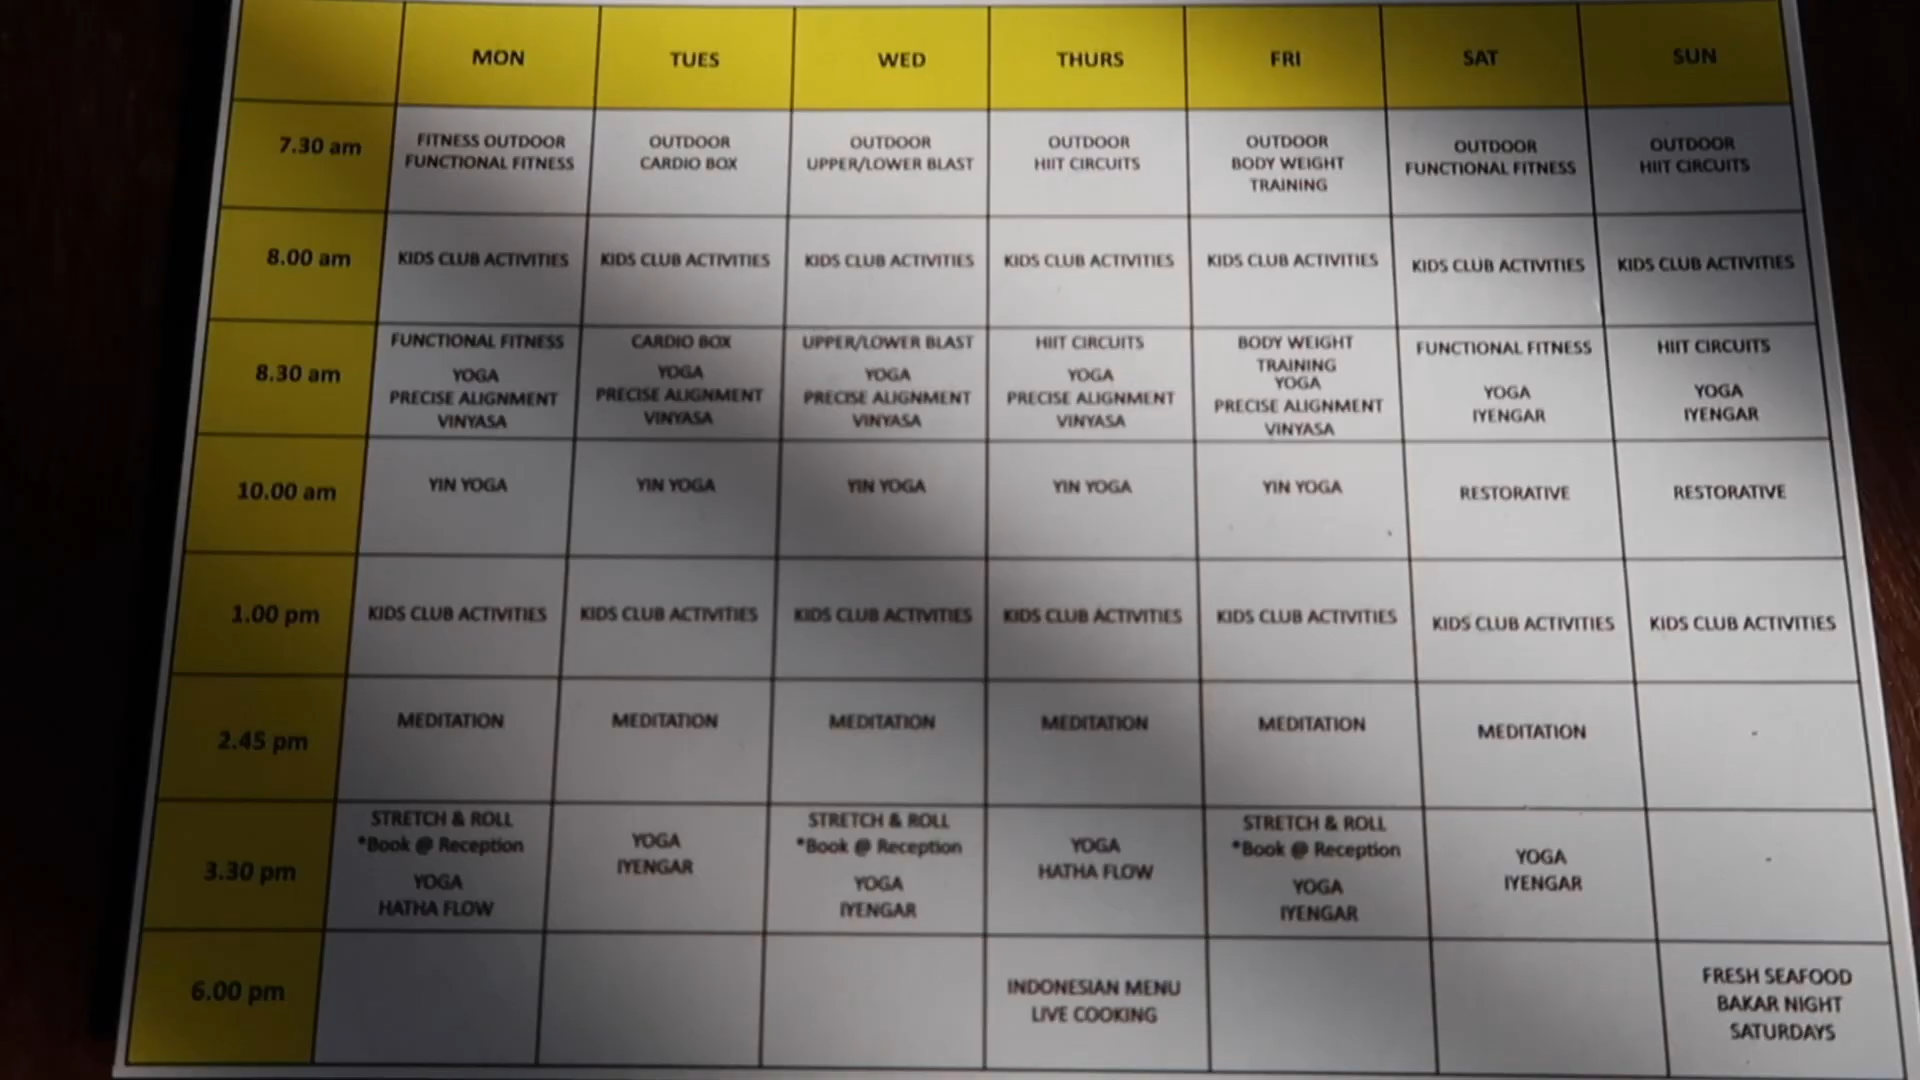 MON TUES WED THURS FRI SAT SUN
7.30 am
FITNESS OUTDOOR
FUNCTIONAL FITNESS
OUTDOOR
CARDIO BOX
OUTDOOR
UPPER/LOWER BLAST
OUTDOOR
HIIT CIRCUITS
OUTDOOR
BODY WEIGHT
TRAINING
OUTDOOR
FUNCTIONAL FITNESS
OUTDOOR
HIIT CIRCUITS
8.00 am
KIDS CLUB ACTIVITIES
KIDS CLUB ACTIVITIES
KIDS CLUB ACTIVITIES
KIDS CLUB ACTIVITIES
KIDS CLUB ACTIVITIES
KIDS CLUB ACTIVITIES
KIDS CLUB ACTIVITIES
8.30 am
FUNCTIONAL FITNESS
YOGA
PRECISE ALIGNMENT
VINYASA
CARDIO BOX
YOGA
PRECISE ALIGNMENT
VINYASA
UPPER/LOWER BLAST
YOGA
PRECISE ALIGNMENT
VINYASA
HIIT CIRCUITS
YOGA
PRECISE ALIGNMENT
VINYASA
BODY WEIGHT
TRAINING
YOGA
PRECISE ALIGNMENT
VINYASA
FUNCTIONAL FITNESS
YOGA
IYENGAR
HIIT CIRCUITS
YOGA
IYENGAR
10.00 am
YIN YOGA
YIN YOGA
YIN YOGA
YIN YOGA
YIN YOGA
RESTORATIVE
RESTORATIVE
1.00 pm
KIDS CLUB ACTIVITIES
KIDS CLUB ACTIVITIES
KIDS CLUB ACTIVITIES
KIDS CLUB ACTIVITIES
KIDS CLUB ACTIVITIES
KIDS CLUB ACTIVITIES
KIDS CLUB ACTIVITIES
2.45 pm
MEDITATION
MEDITATION
MEDITATION
MEDITATION
MEDITATION
MEDITATION
-
3.30 pm
STRETCH & ROLL
*Book @ Reception
YOGA
HATHA FLOW
YOGA
IYENGAR
STRETCH & ROLL
*Book @ Reception
YOGA
IYENGAR
YOGA
HATHA FLOW
STRETCH & ROLL
*Book @ Reception
YOGA
IYENGAR
YOGA
IYENGAR
-
6.00 pm
INDONESIAN MENU
LIVE COOKING
FRESH SEAFOOD
BAKAR NIGHT
SATURDAYS